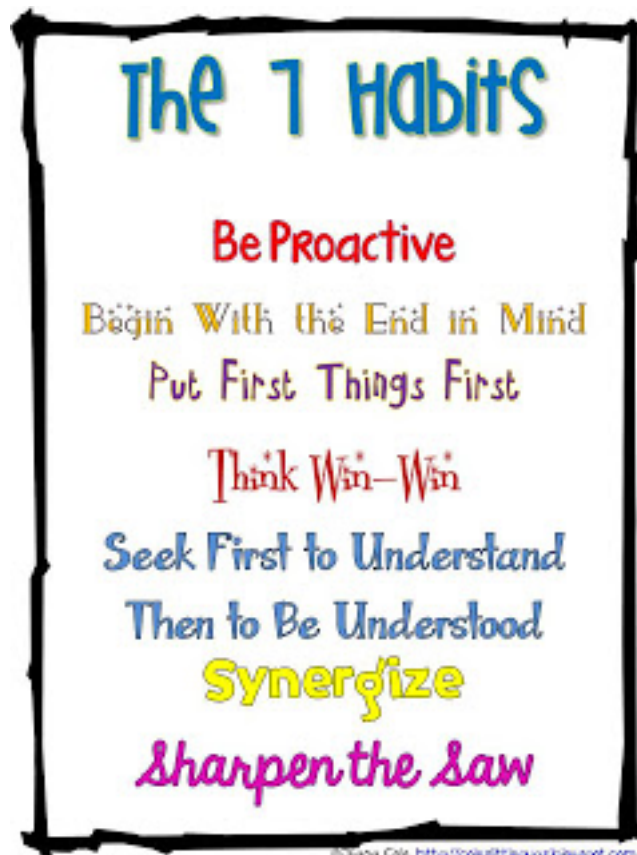 The 7 Habits
Be Proactive
Begin With the End in Mind
Put First Things First
Think Win-Win
Seek First to Understand
Then to Be Understood
Synergize
Sharpen the Saw